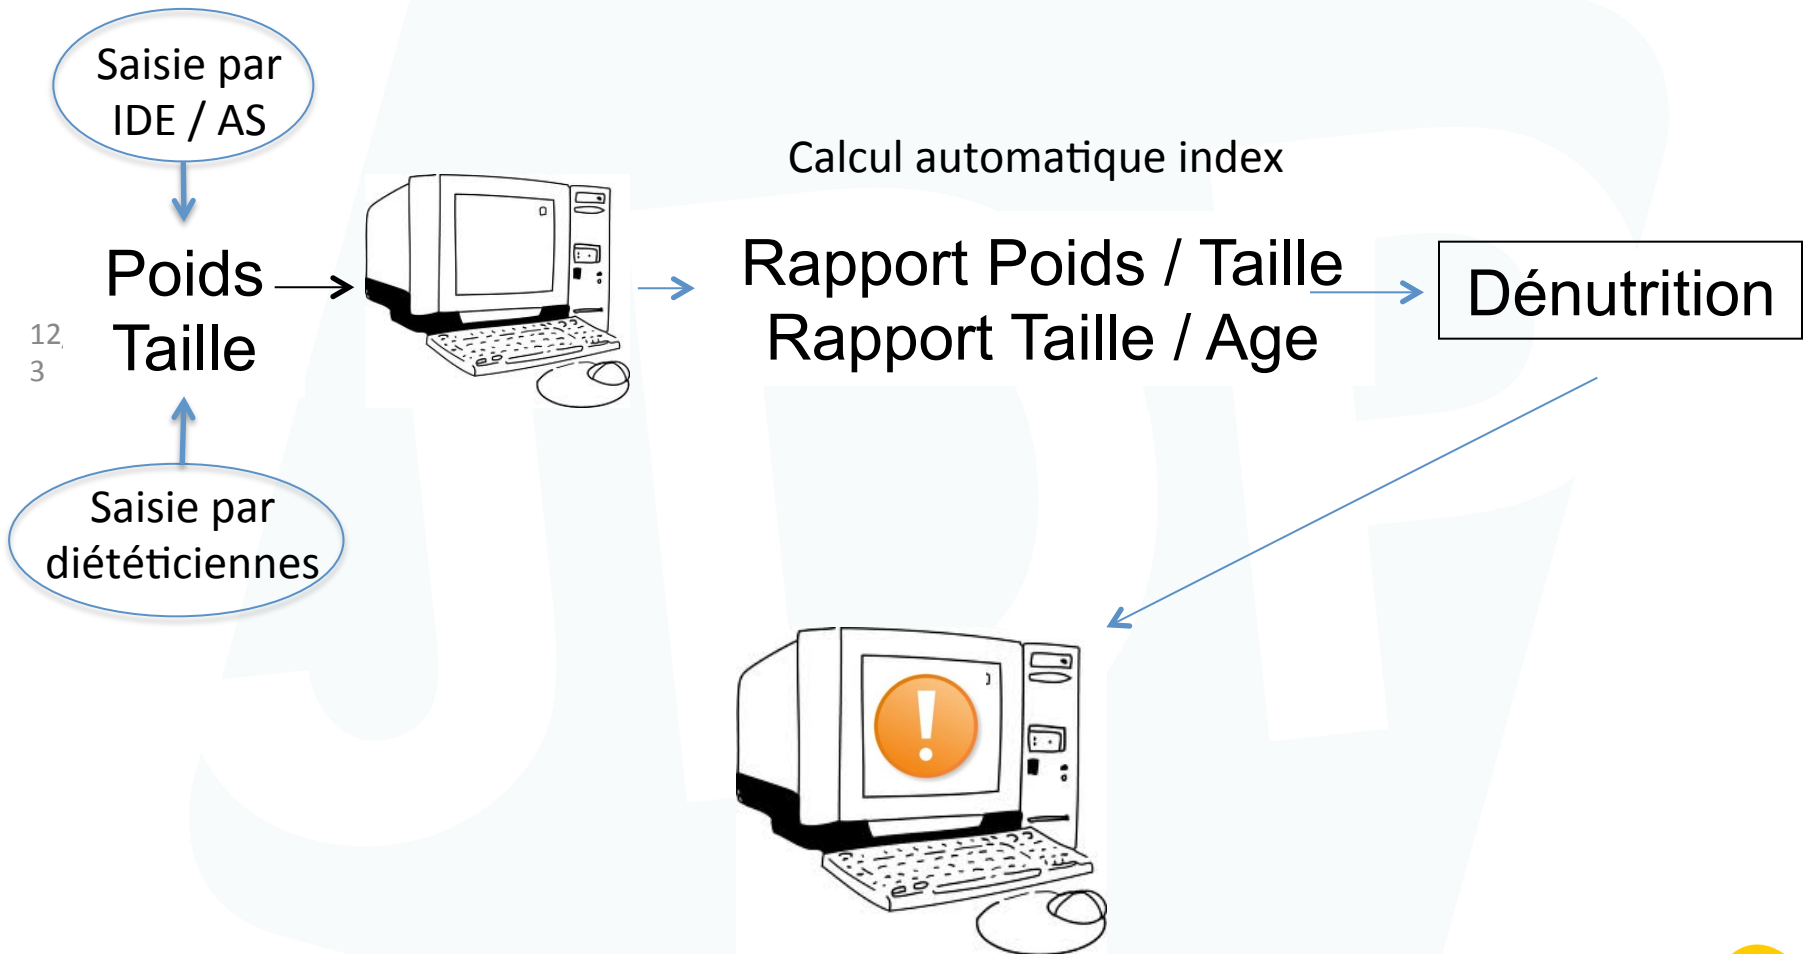 Saisie par
IDE / AS
Calcul automatique index
Poids
Taille
12,
3
Rapport Poids / Taille
Rapport Taille / Age
Dénutrition
Saisie par
diététiciennes
!